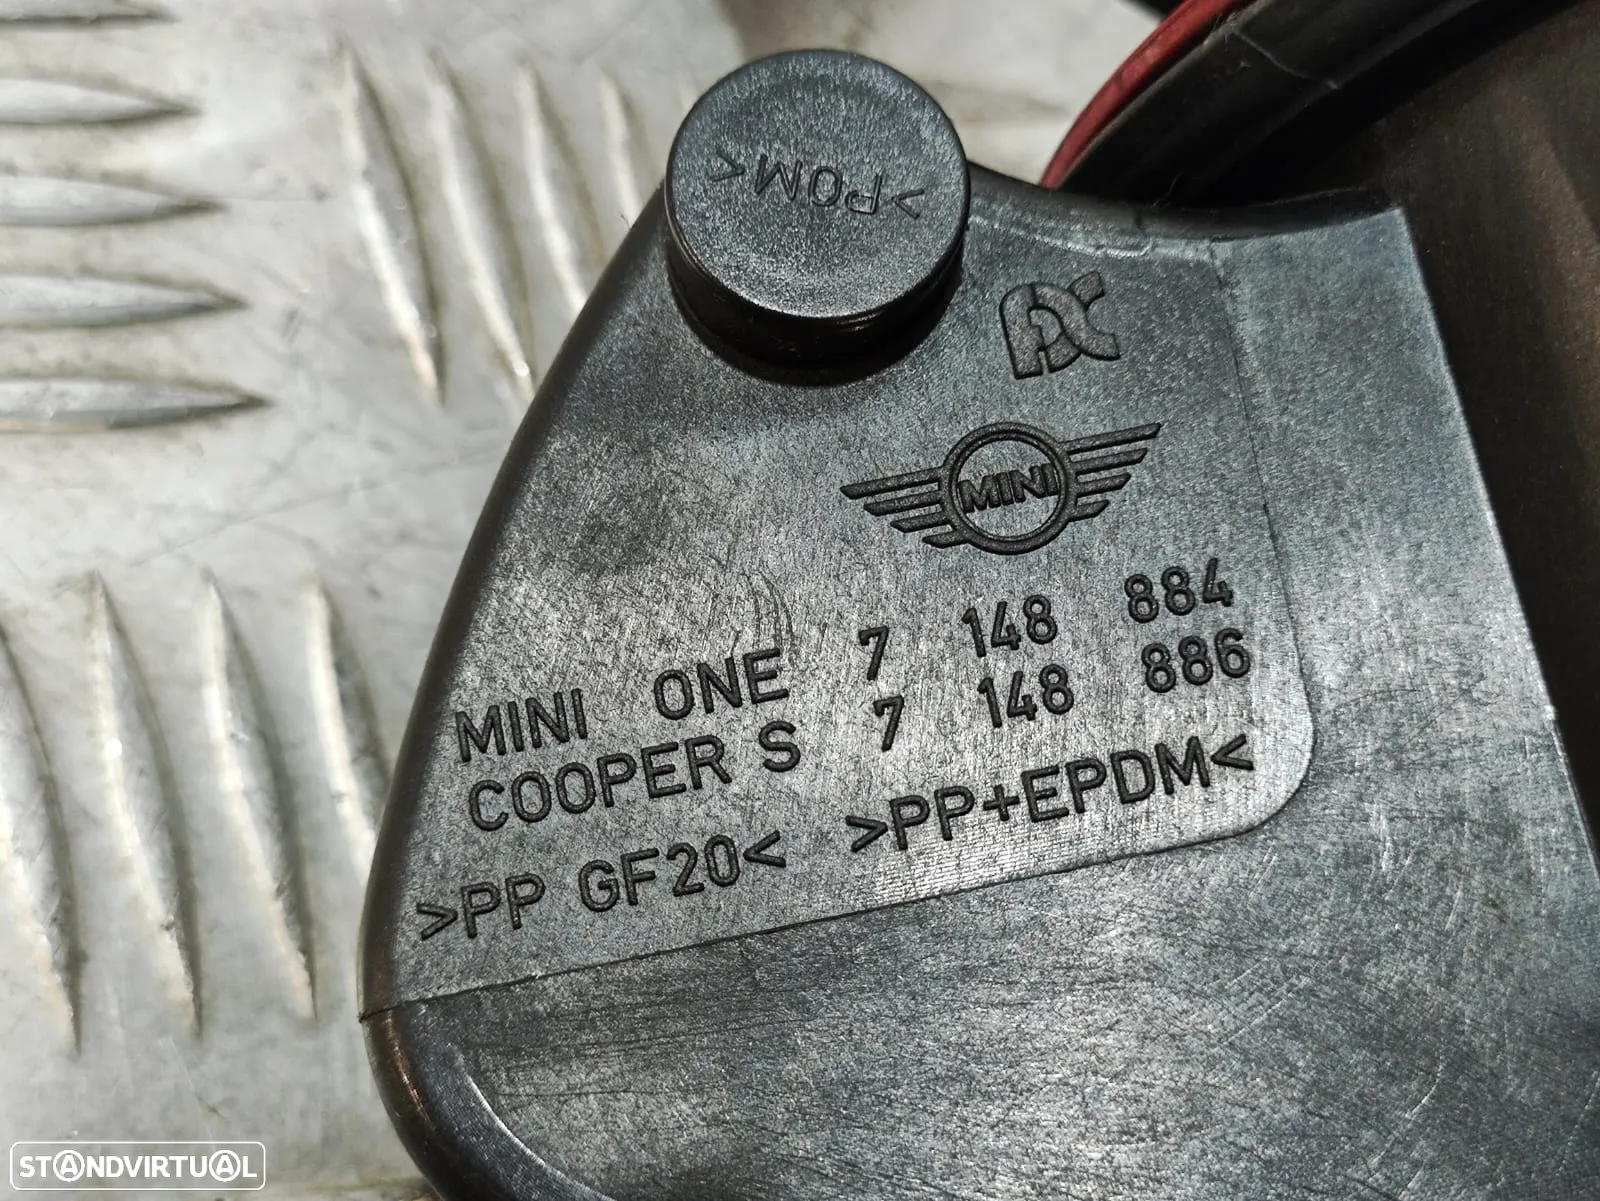 >POM<
MINI
MINI ONE 7 148 884
COOPER S 7 148 886
>PP GF20< >PP+EPDM<
STANDVIRTUAL